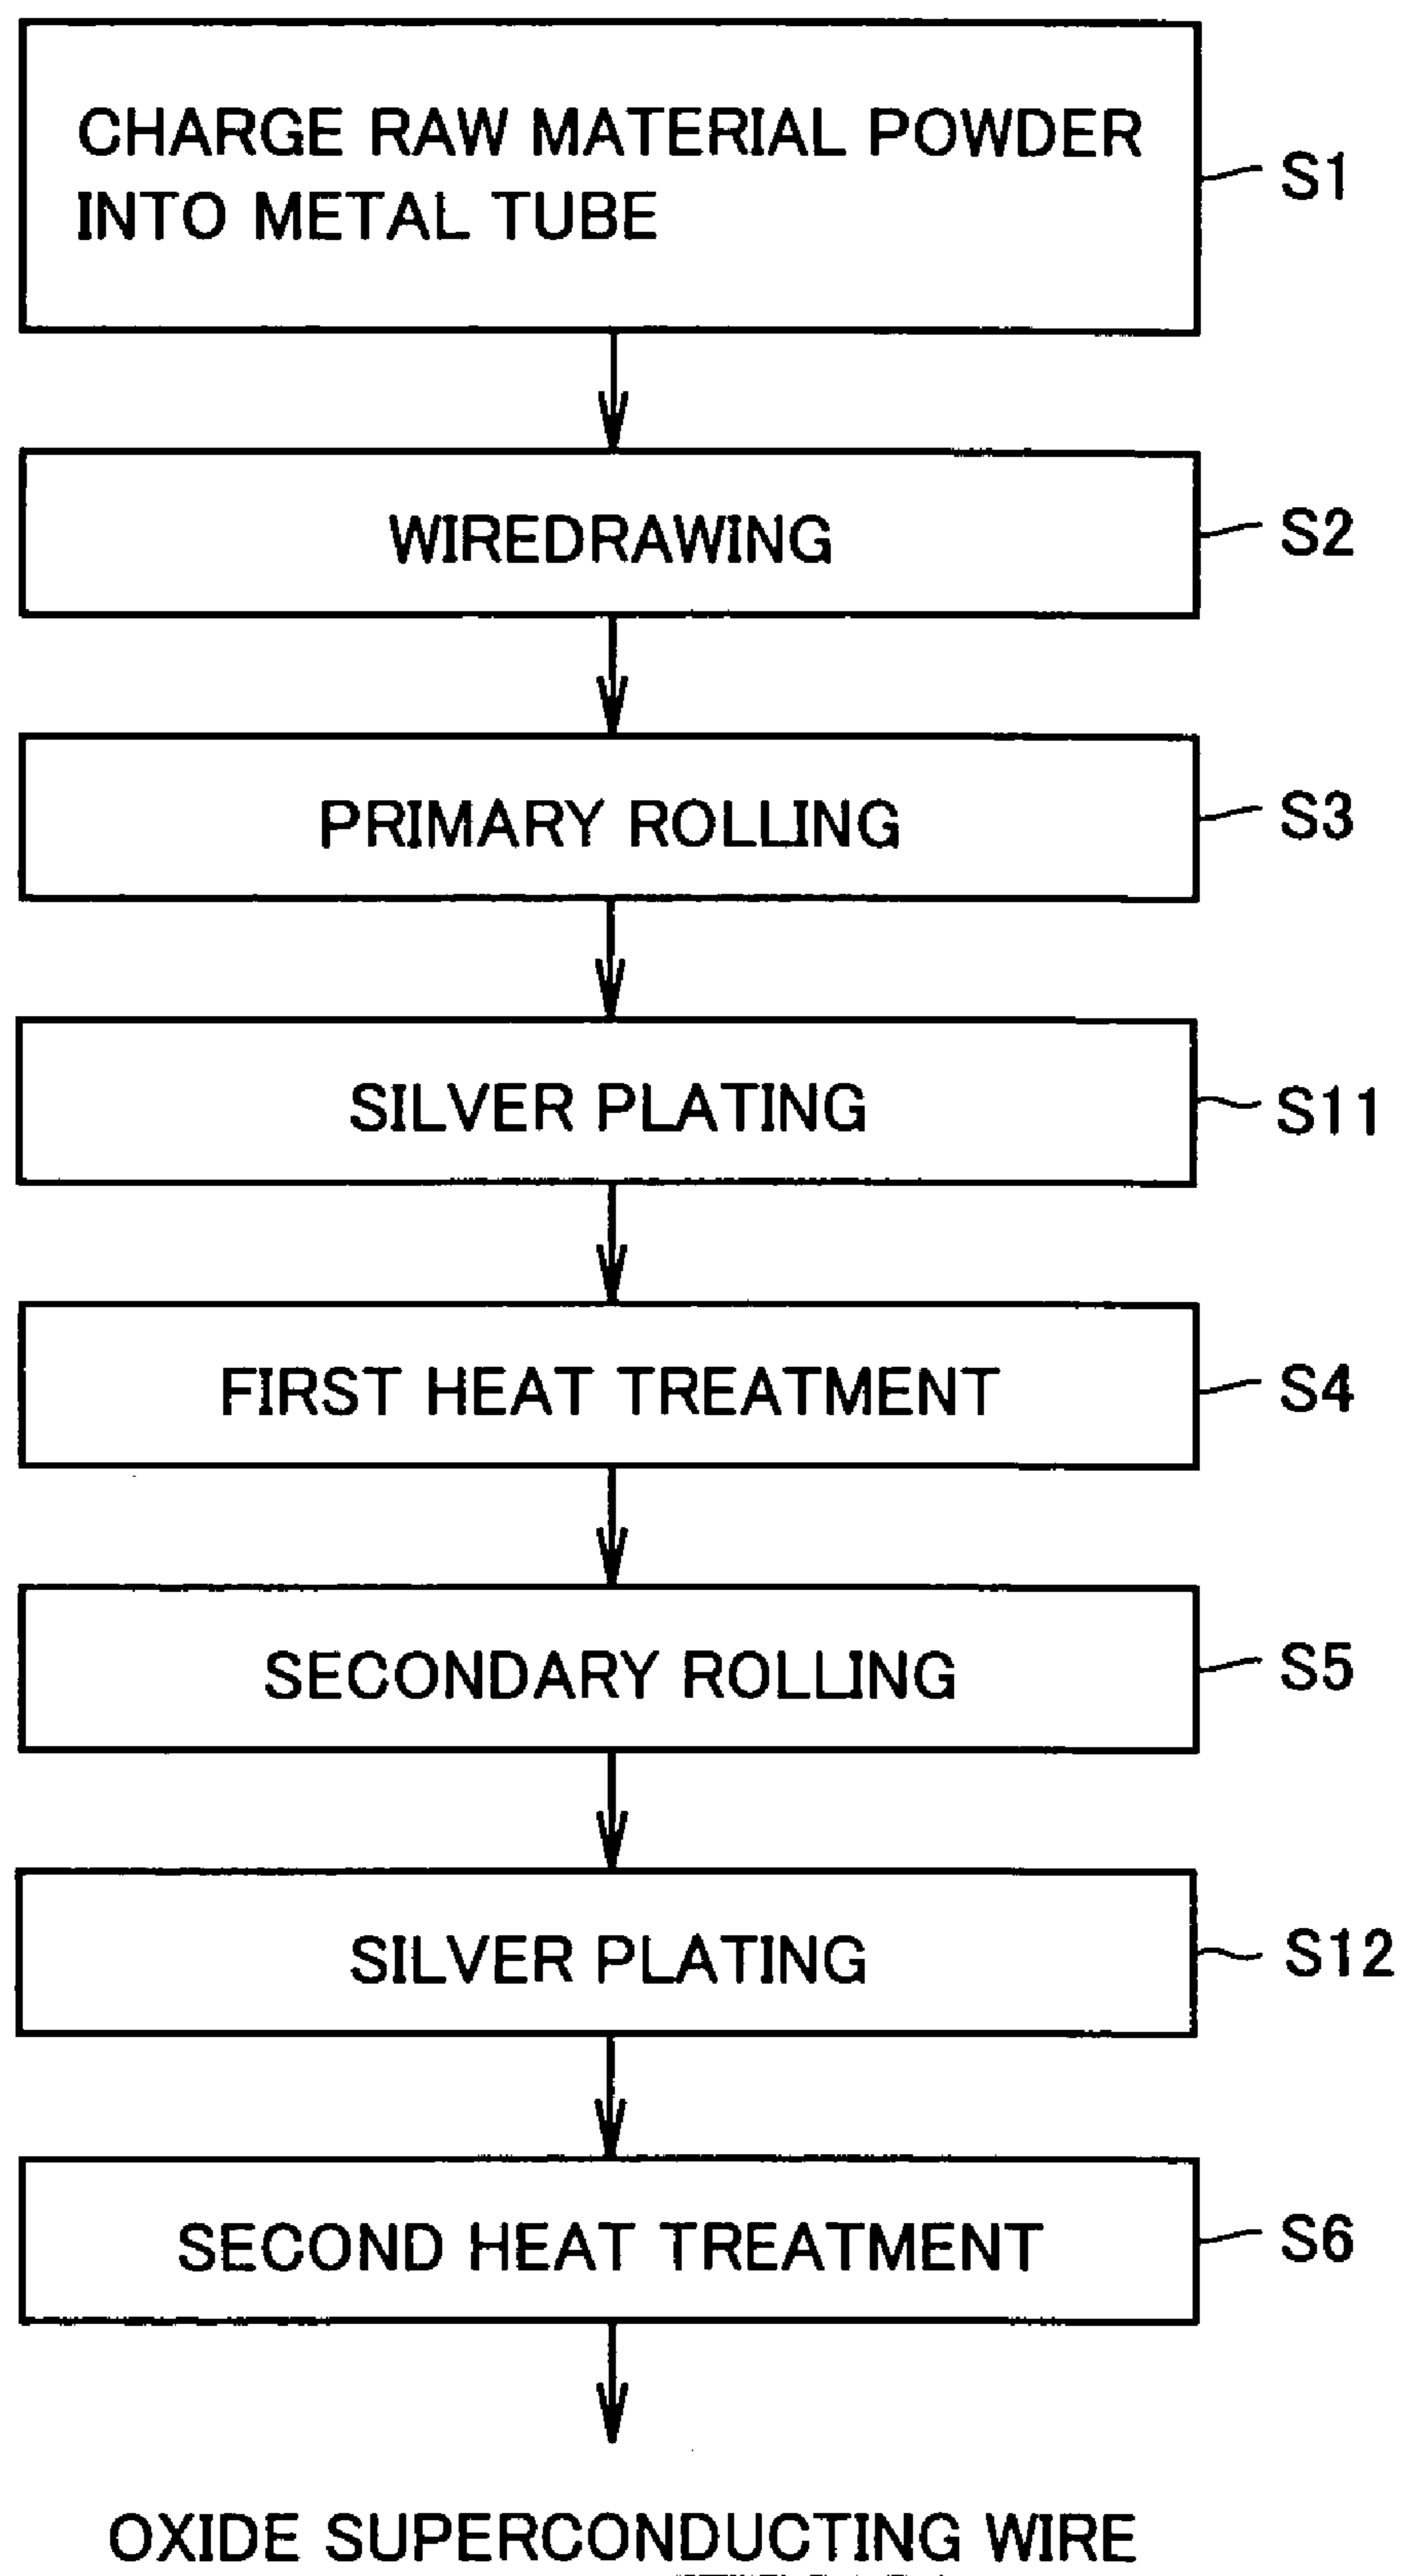 CHARGE RAW MATERIAL POWDER
INTO METAL TUBE
S1
WIREDRAWING
S2
PRIMARY ROLLING
S3
SILVER PLATING
S11
FIRST HEAT TREATMENT
S4
SECONDARY ROLLING
S5
SILVER PLATING
S12
SECOND HEAT TREATMENT
S6
OXIDE SUPERCONDUCTING WIRE